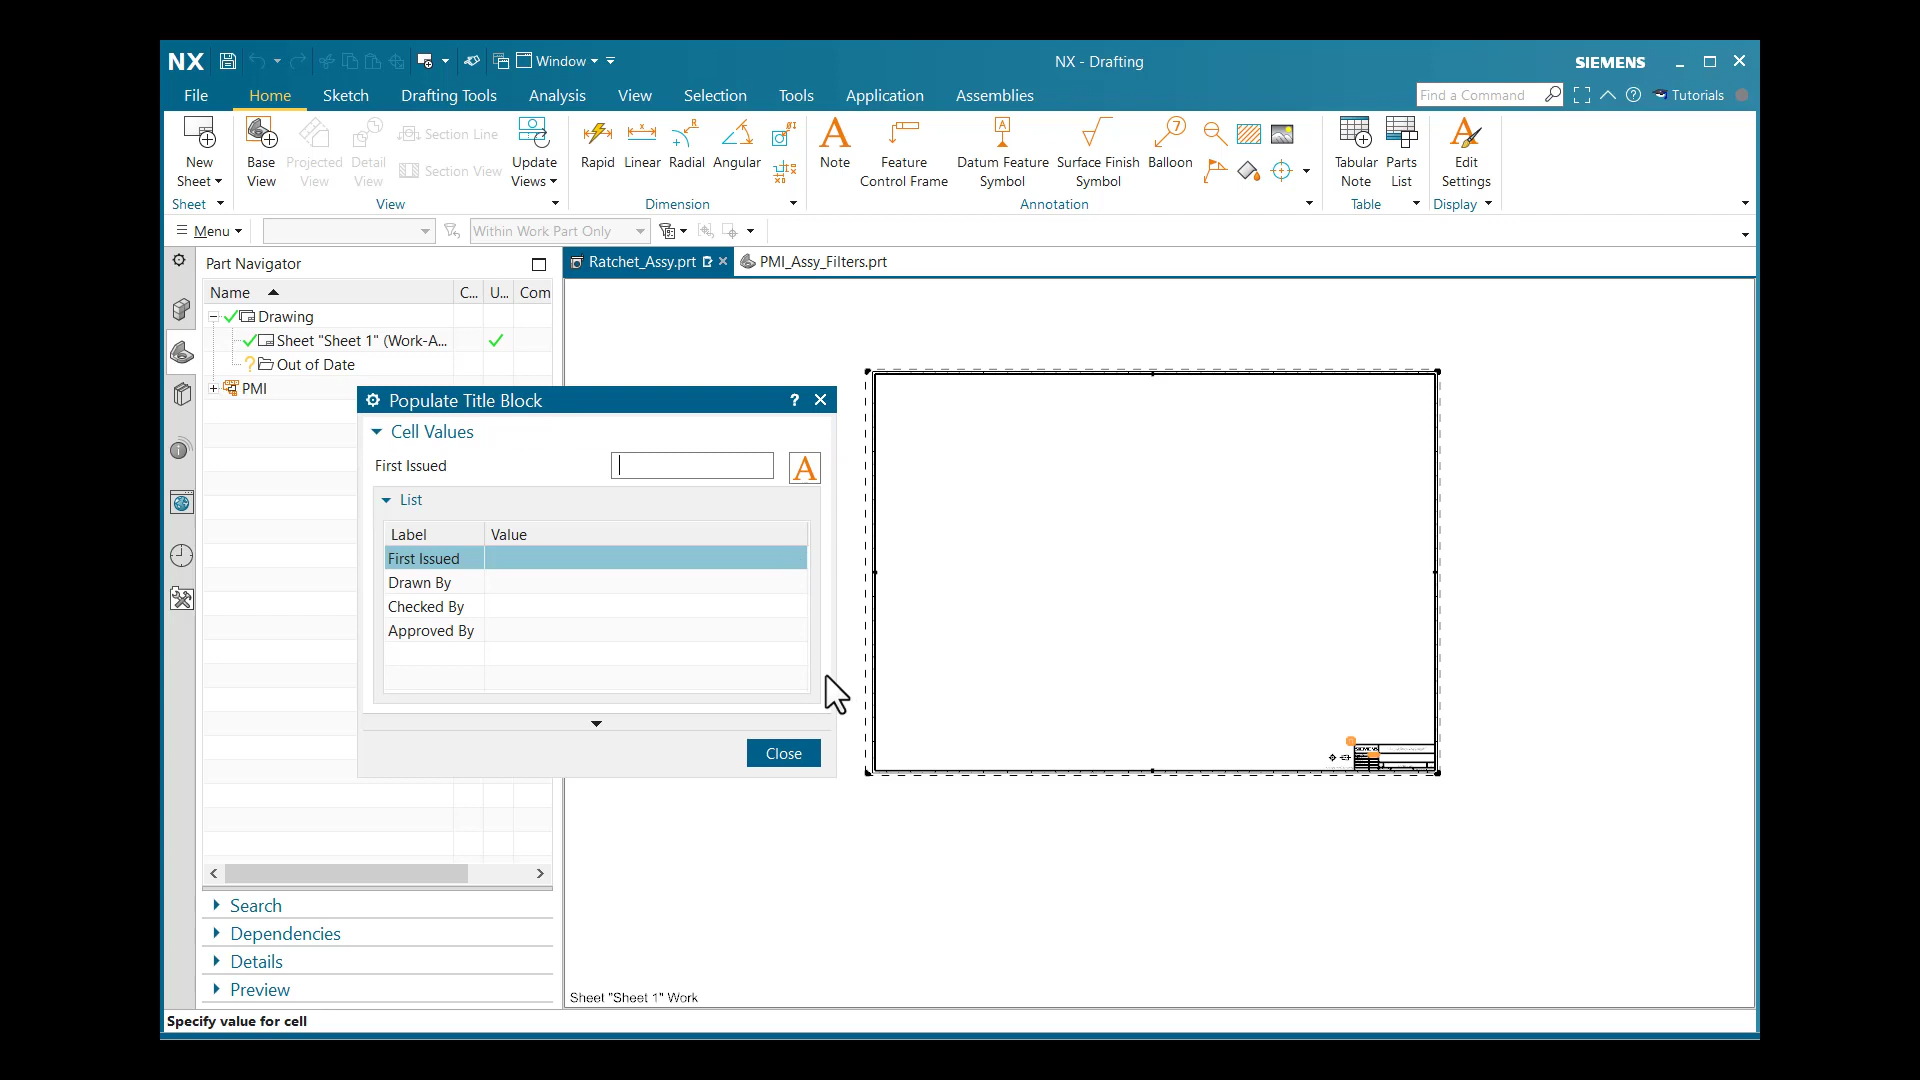 NX Window NX - Drafting SIEMENS
File Home Sketch Drafting Tools Analysis View Selection Tools Application Assemblies Find a Command Tutorials
New Sheet Base View Projected View Detail View Section Line Section View Update Views Rapid Linear Radial Angular Note Feature Control Frame Datum Feature Symbol Surface Finish Symbol Balloon Tabular Note Parts List Edit Settings
Sheet View Dimension Annotation Table Display
Menu Within Work Part Only
Part Navigator Ratchet_Assy.prt PMI_Assy_Filters.prt
Name C... U... Com
Drawing
Sheet "Sheet 1" (Work-A...
Out of Date
PMI
Populate Title Block ?
Cell Values
First Issued A
List
Label Value
First Issued
Drawn By
Checked By
Approved By
Close
SIEMENS
Search
Dependencies
Details
Preview
Sheet "Sheet 1" Work
Specify value for cell